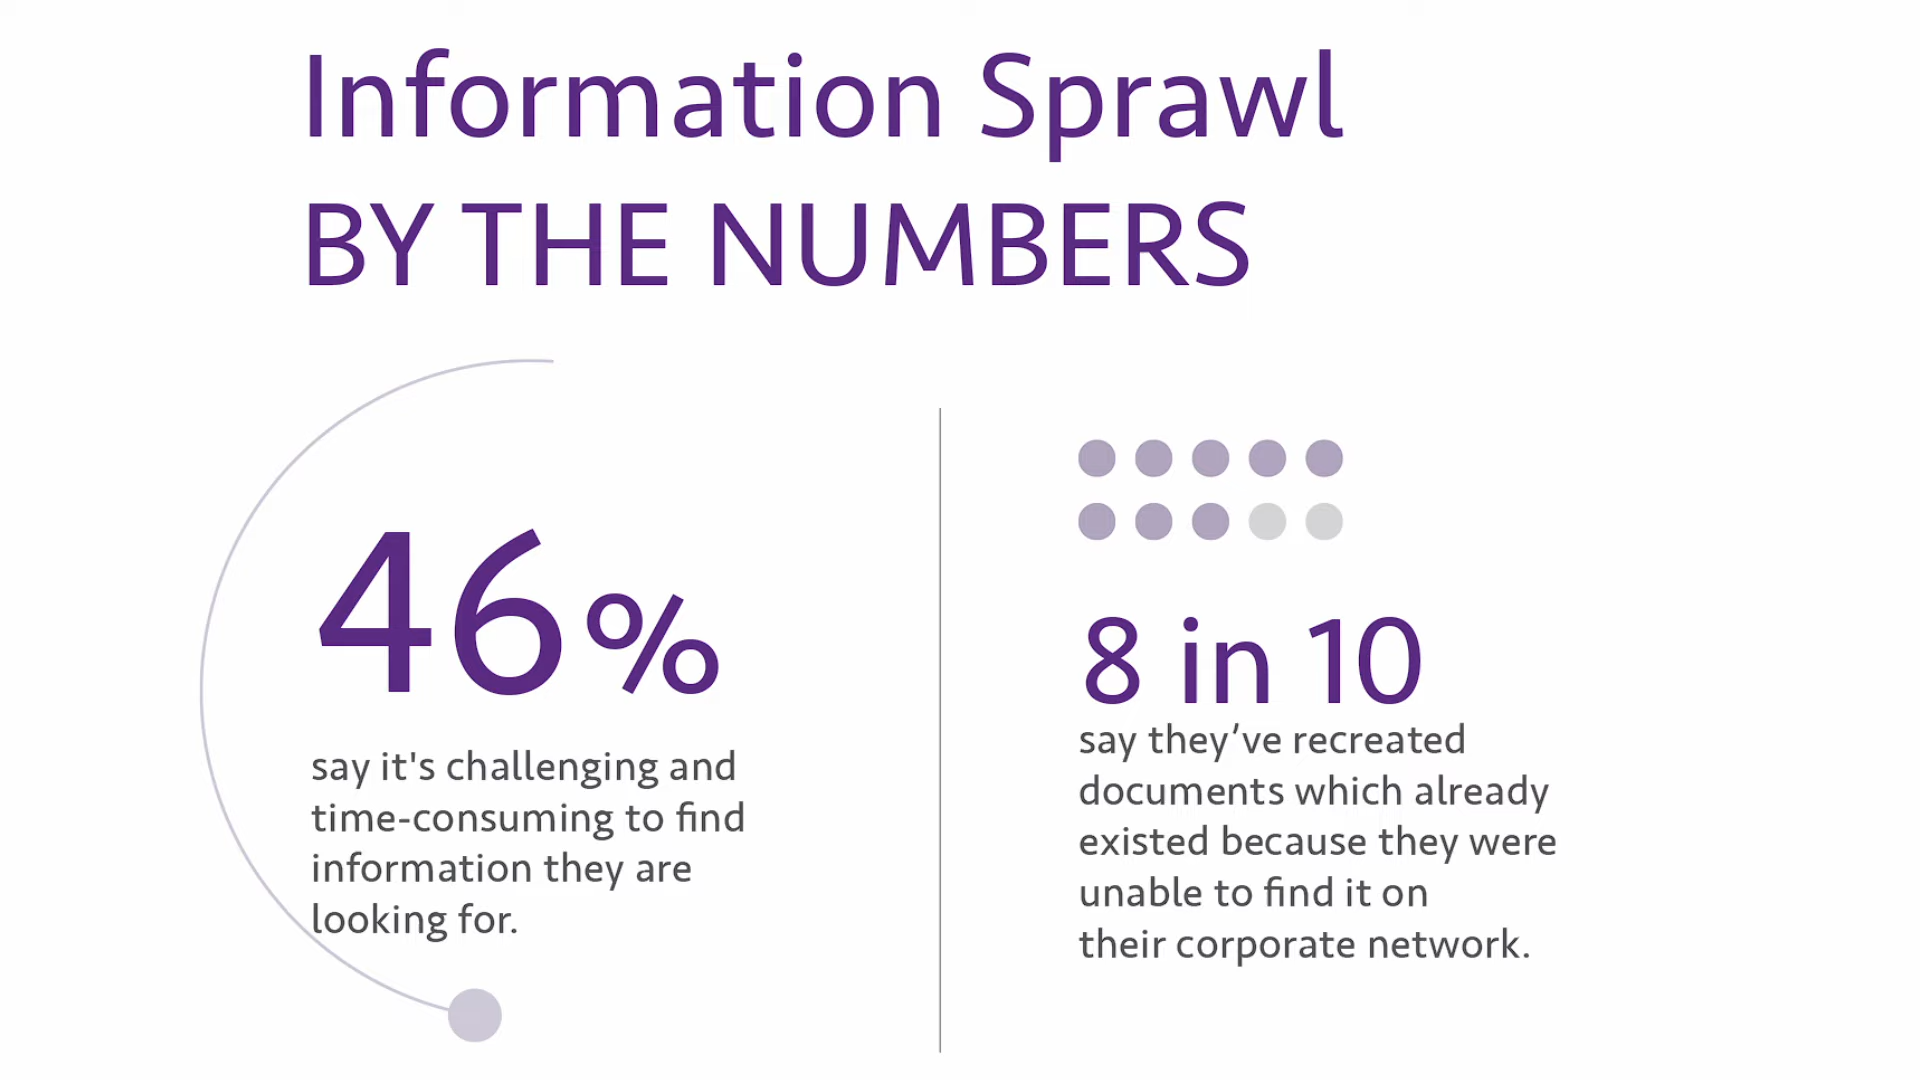 Information Sprawl
BY THE NUMBERS
46%
say it's challenging and
time-consuming to find
information they are
looking for.
8 in 10
say they’ve recreated
documents which already
existed because they were
unable to find it on
their corporate network.